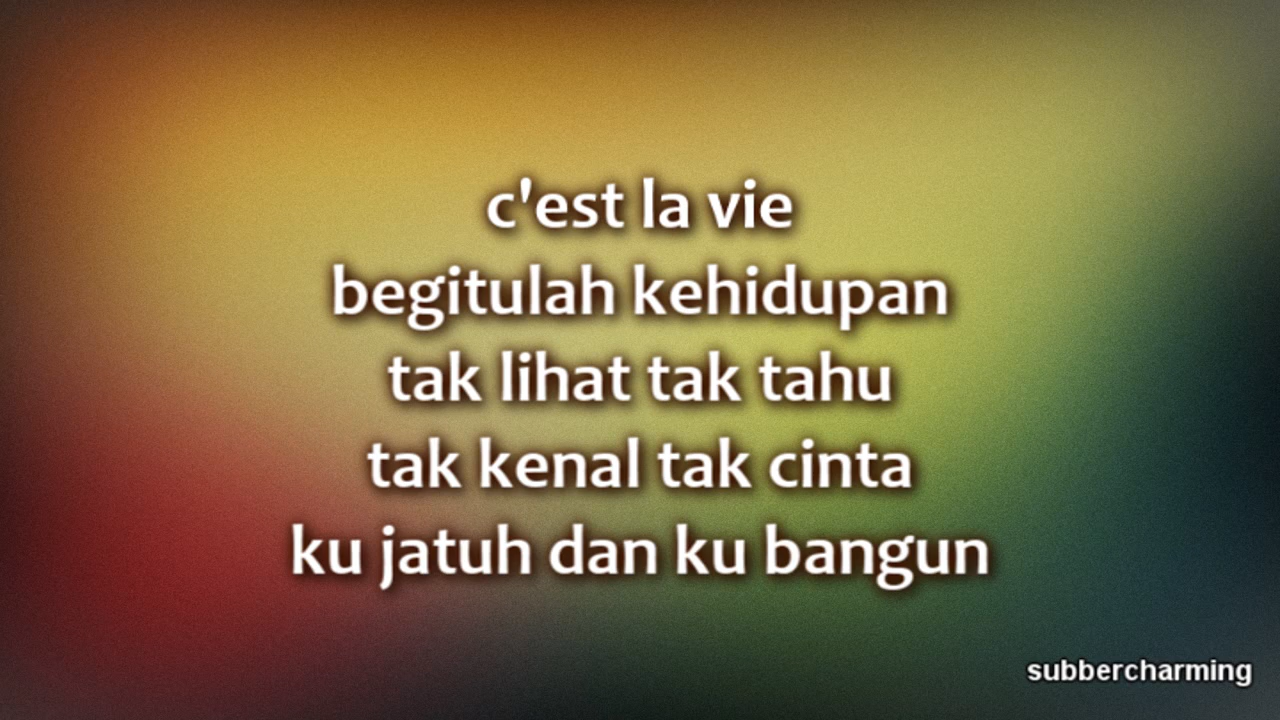 c'est la vie
begitulah kehidupan
tak lihat tak tahu
tak kenal tak cinta
ku jatuh dan ku bangun
subbercharming